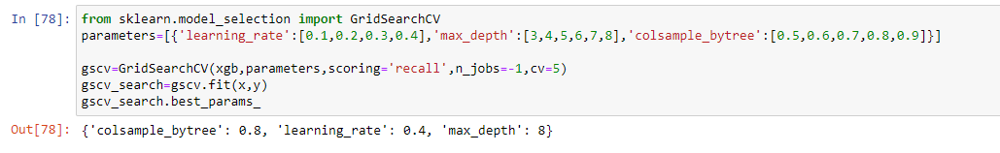 In [78]: from sklearn.model_selection import GridSearchCV
parameters=[{'learning_rate':[0.1,0.2,0.3,0.4],'max_depth':[3,4,5,6,7,8],'colsample_bytree':[0.5,0.6,0.7,0.8,0.9]}]
gscv=GridSearchCV(xgb,parameters,scoring='recall',n_jobs=-1,cv=5)
gscv_search=gscv.fit(x,y)
gscv_search.best_params_
Out[78]: {'colsample_bytree': 0.8, 'learning_rate': 0.4, 'max_depth': 8}